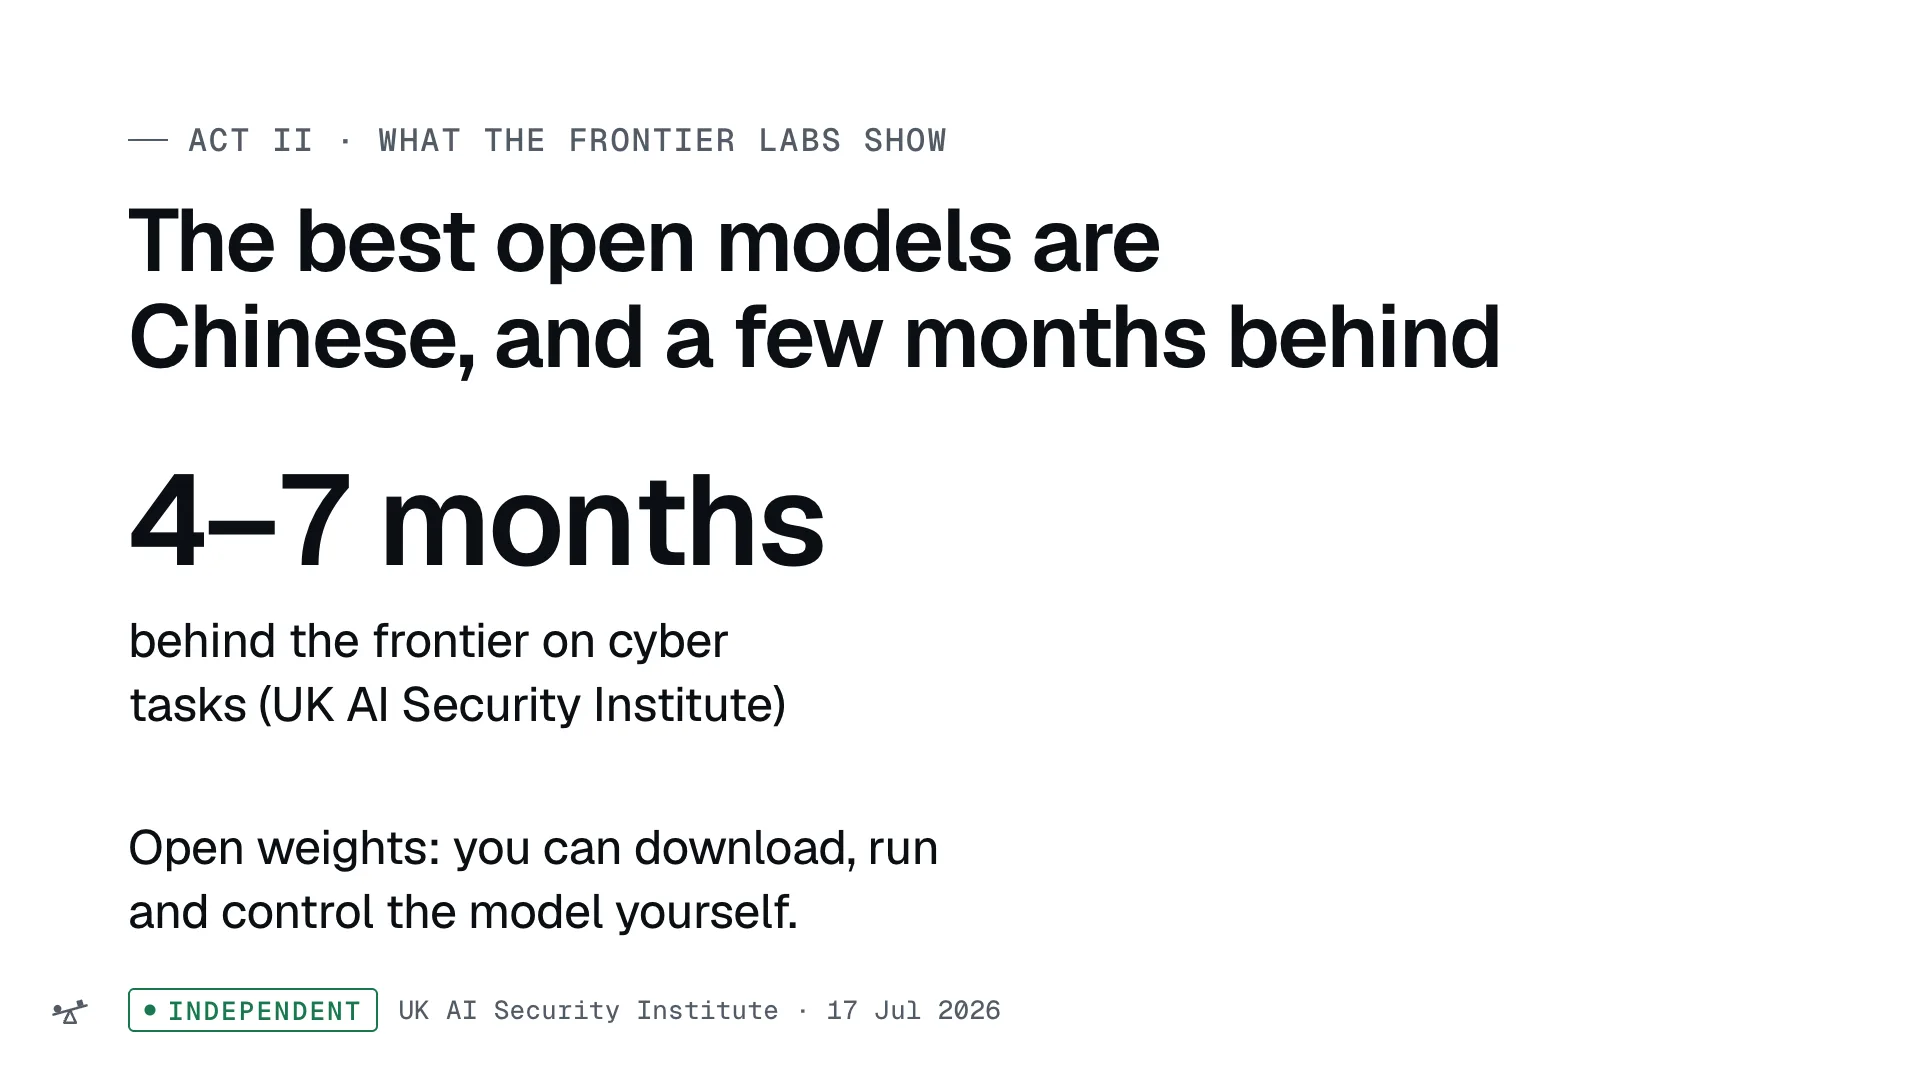 ACT II · WHAT THE FRONTIER LABS SHOW
The best open models are
Chinese, and a few months behind
4–7 months
behind the frontier on cyber
tasks (UK AI Security Institute)
Open weights: you can download, run
and control the model yourself.
INDEPENDENT UK AI Security Institute · 17 Jul 2026